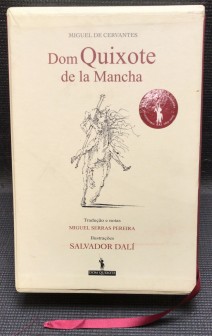 MIGUEL DE CERVANTES
Dom Quixote
de la Mancha
Tradução e notas
MIGUEL SERRAS PEREIRA
Ilustrações
SALVADOR DALÍ
DOM QUIXOTE